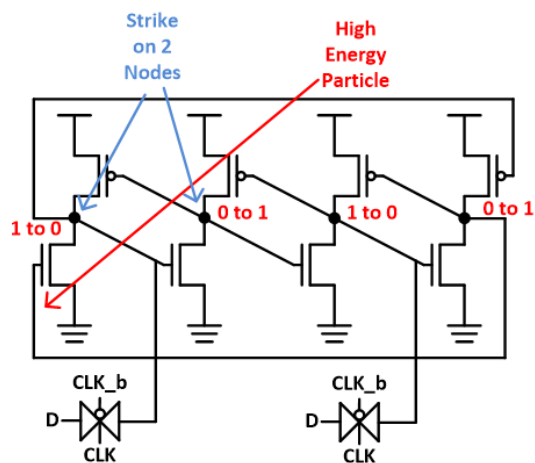 Strike
on 2
Nodes
High
Energy
Particle
1 to 0
0 to 1
1 to 0
0 to 1
CLK_b
D
CLK
CLK_b
D
CLK